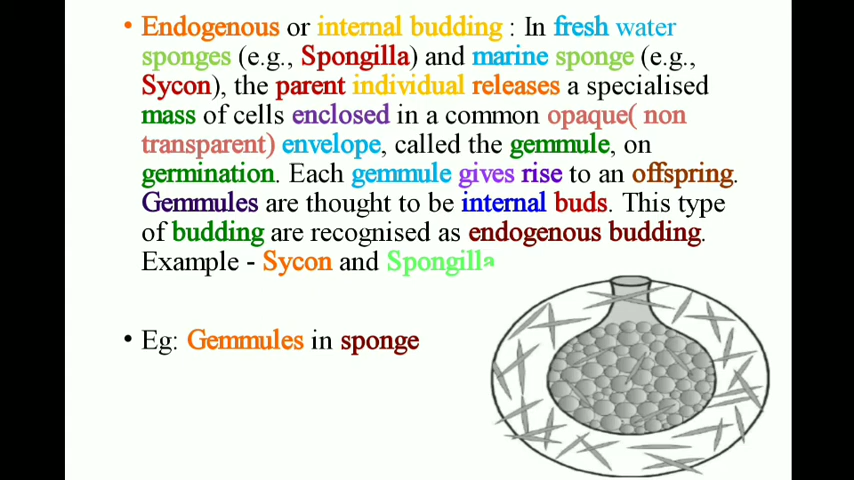 • Endogenous or internal budding : In fresh water
sponges (e.g., Spongilla) and marine sponge (e.g.,
Sycon), the parent individual releases a specialised
mass of cells enclosed in a common opaque( non
transparent) envelope, called the gemmule, on
germination. Each gemmule gives rise to an offspring.
Gemmules are thought to be internal buds. This type
of budding are recognised as endogenous budding.
Example - Sycon and Spongilla
• Eg: Gemmules in sponge